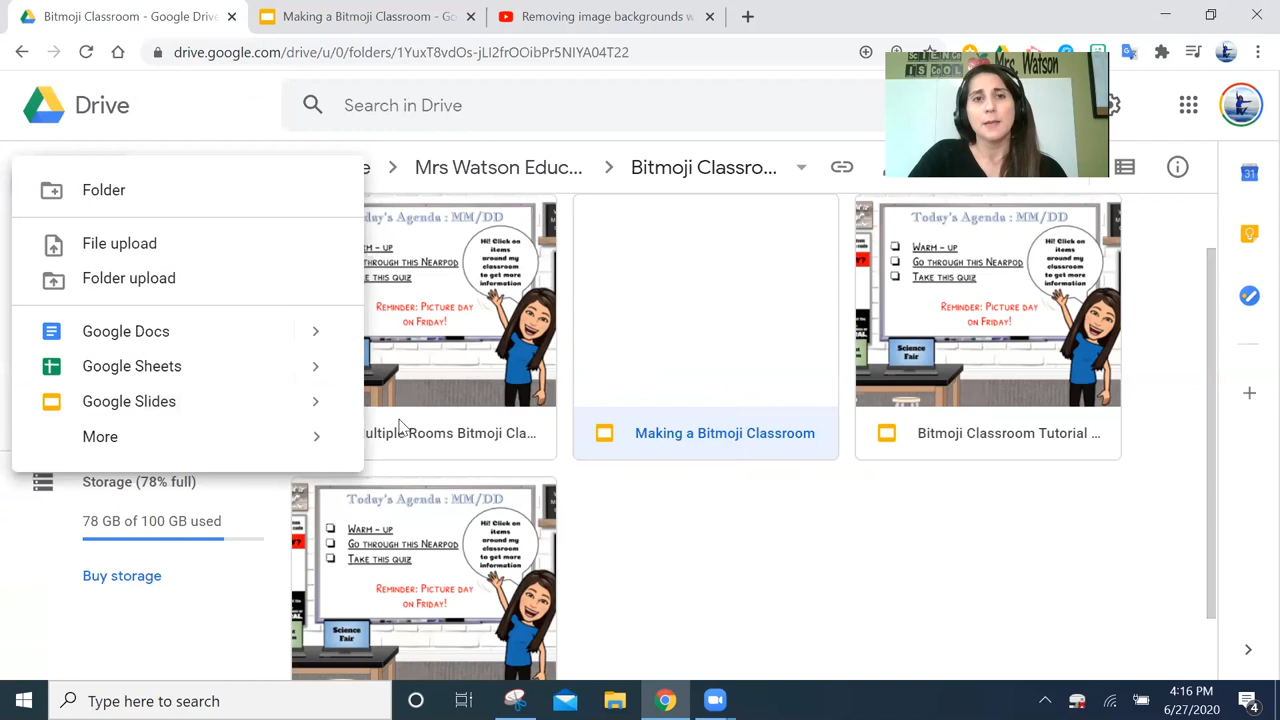 Bitmoji Classroom - Google Drive
Making a Bitmoji Classroom - G
Removing image backgrounds w
drive.google.com/drive/u/0/folders/1YuxT8vdOs-jLI2frOOibPr5NIYA04T22
SCIENCE
IS COOL
Mrs. Watson
Drive
Search in Drive
Mrs Watson Educ...
Bitmoji Classro...
Folder
File upload
Folder upload
Google Docs
Google Sheets
Google Slides
More
Storage (78% full)
78 GB of 100 GB used
Buy storage
Today's Agenda : MM/DD
GO THROUGH THIS NEARPOD
Hi! Click on
items
around my
classroom
to get more
information
REMINDER: PICTURE DAY
ON FRIDAY!
Rooms Bitmoji Cla...
Making a Bitmoji Classroom
Today's Agenda : MM/DD
WARM - UP
GO THROUGH THIS NEARPOD
TAKE THIS QUIZ
Hi! Click on
items
around my
classroom
to get more
information
REMINDER: PICTURE DAY
ON FRIDAY!
Science
Fair
Bitmoji Classroom Tutorial ...
Today's Agenda : MM/DD
WARM - UP
GO THROUGH THIS NEARPOD
TAKE THIS QUIZ
Hi! Click on
items
around my
classroom
to get more
information
REMINDER: PICTURE DAY
ON FRIDAY!
Science
Fair
31
Type here to search
4:16 PM
6/27/2020
4